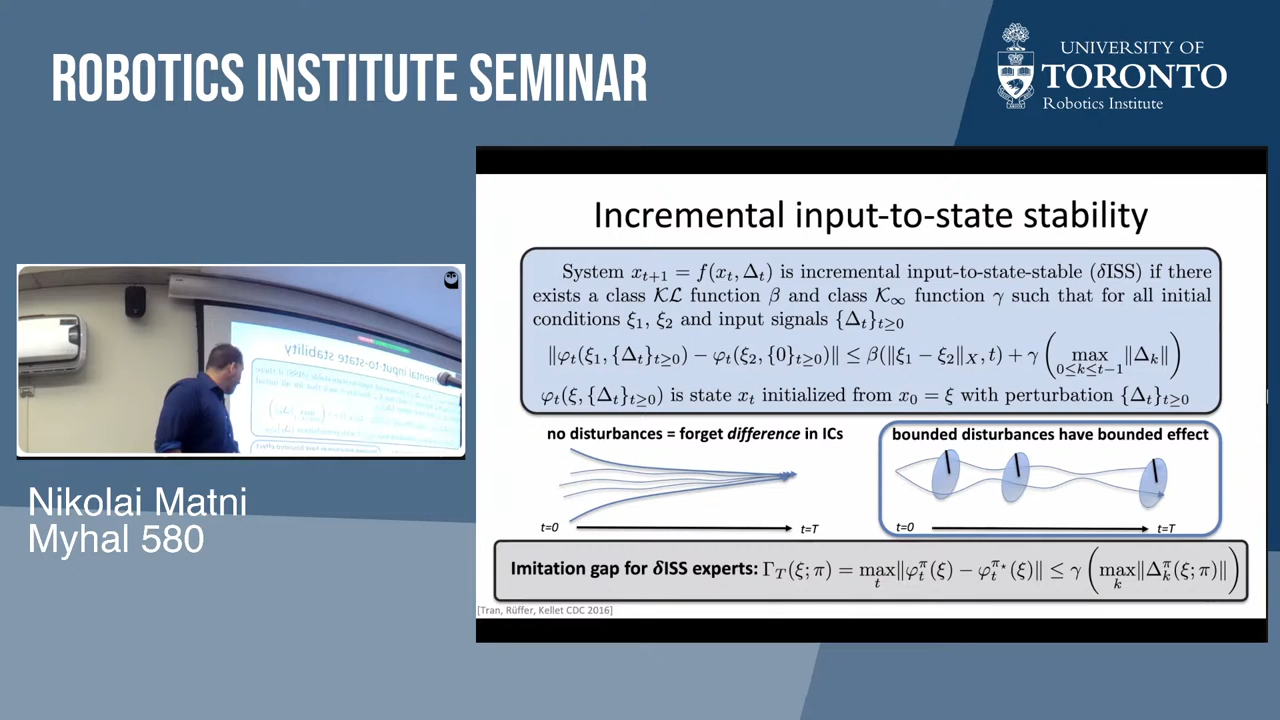 ROBOTICS INSTITUTE SEMINAR
UNIVERSITY OF
TORONTO
Robotics Institute
Incremental input-to-state stability
System x_{t+1} = f(x_t, Δ_t) is incremental input-to-state-stable (δISS) if there
exists a class 𝒦ℒ function β and class 𝒦_∞ function γ such that for all initial
conditions ξ_1, ξ_2 and input signals {Δ_t}_{t≥0}
‖φ_t(ξ_1, {Δ_t}_{t≥0}) − φ_t(ξ_2, {0}_{t≥0})‖ ≤ β(‖ξ_1 − ξ_2‖_X, t) + γ ( max_{0≤k≤t−1} ‖Δ_k‖ )
φ_t(ξ, {Δ_t}_{t≥0}) is state x_t initialized from x_0 = ξ with perturbation {Δ_t}_{t≥0}
no disturbances = forget difference in ICs
t=0
t=T
bounded disturbances have bounded effect
t=0
t=T
Imitation gap for δISS experts: Γ_T(ξ; π) = max_t ‖φ_t^π(ξ) − φ_t^{π⋆}(ξ)‖ ≤ γ ( max_k ‖Δ_k^π(ξ; π)‖ )
[Tran, Rüffer, Kellet CDC 2016]
Nikolai Matni
Myhal 580